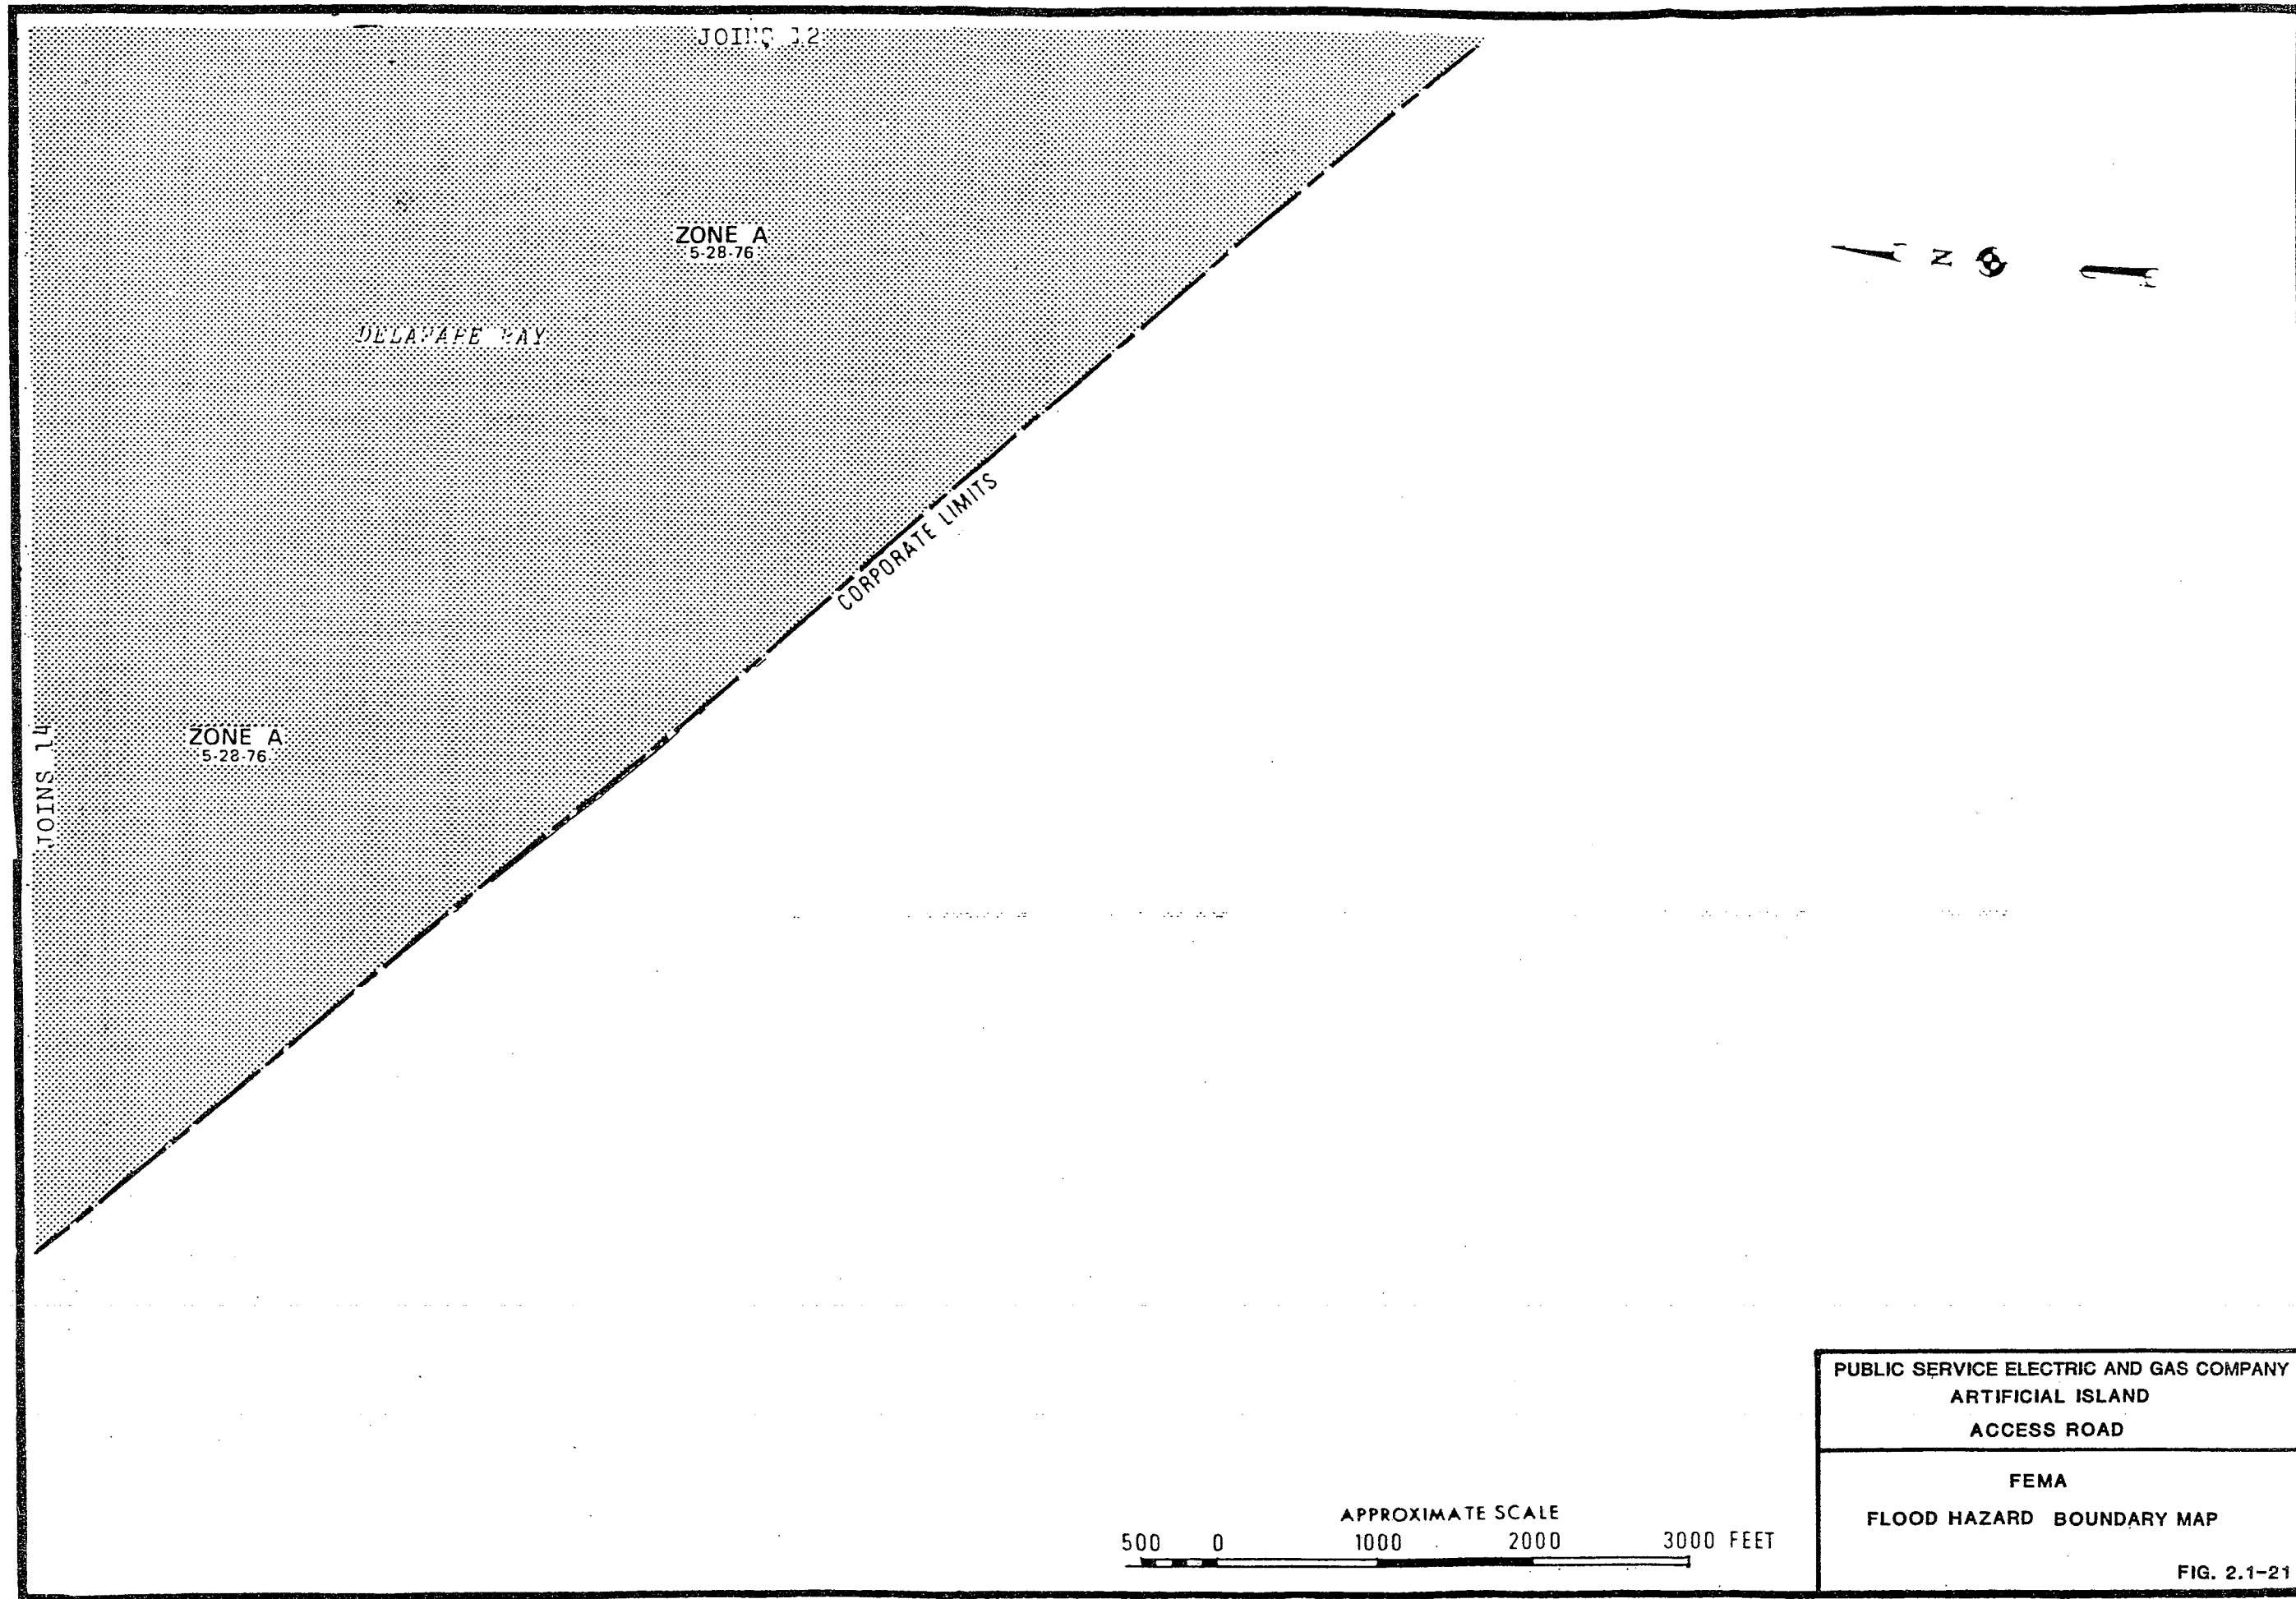 ZONE A
5-28-76
CORPORATE LIMITS
ZONE A
5-28-76
JOINS 14
N
APPROXIMATE SCALE
500 0 1000 2000 3000 FEET
PUBLIC SERVICE ELECTRIC AND GAS COMPANY
ARTIFICIAL ISLAND
ACCESS ROAD
FEMA
FLOOD HAZARD BOUNDARY MAP
FIG. 2.1-21